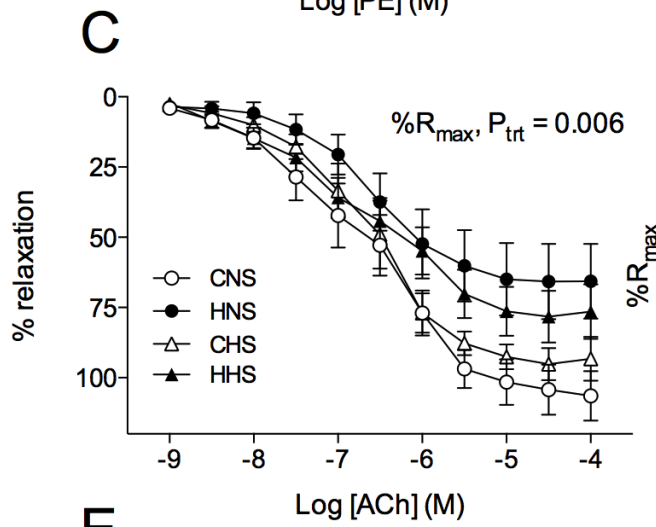 Log [PE] (M)
C
%Rmax, Ptrt = 0.006
0
25
50
75
100
% relaxation
CNS
HNS
CHS
HHS
-9 -8 -7 -6 -5 -4
Log [ACh] (M)
%Rmax